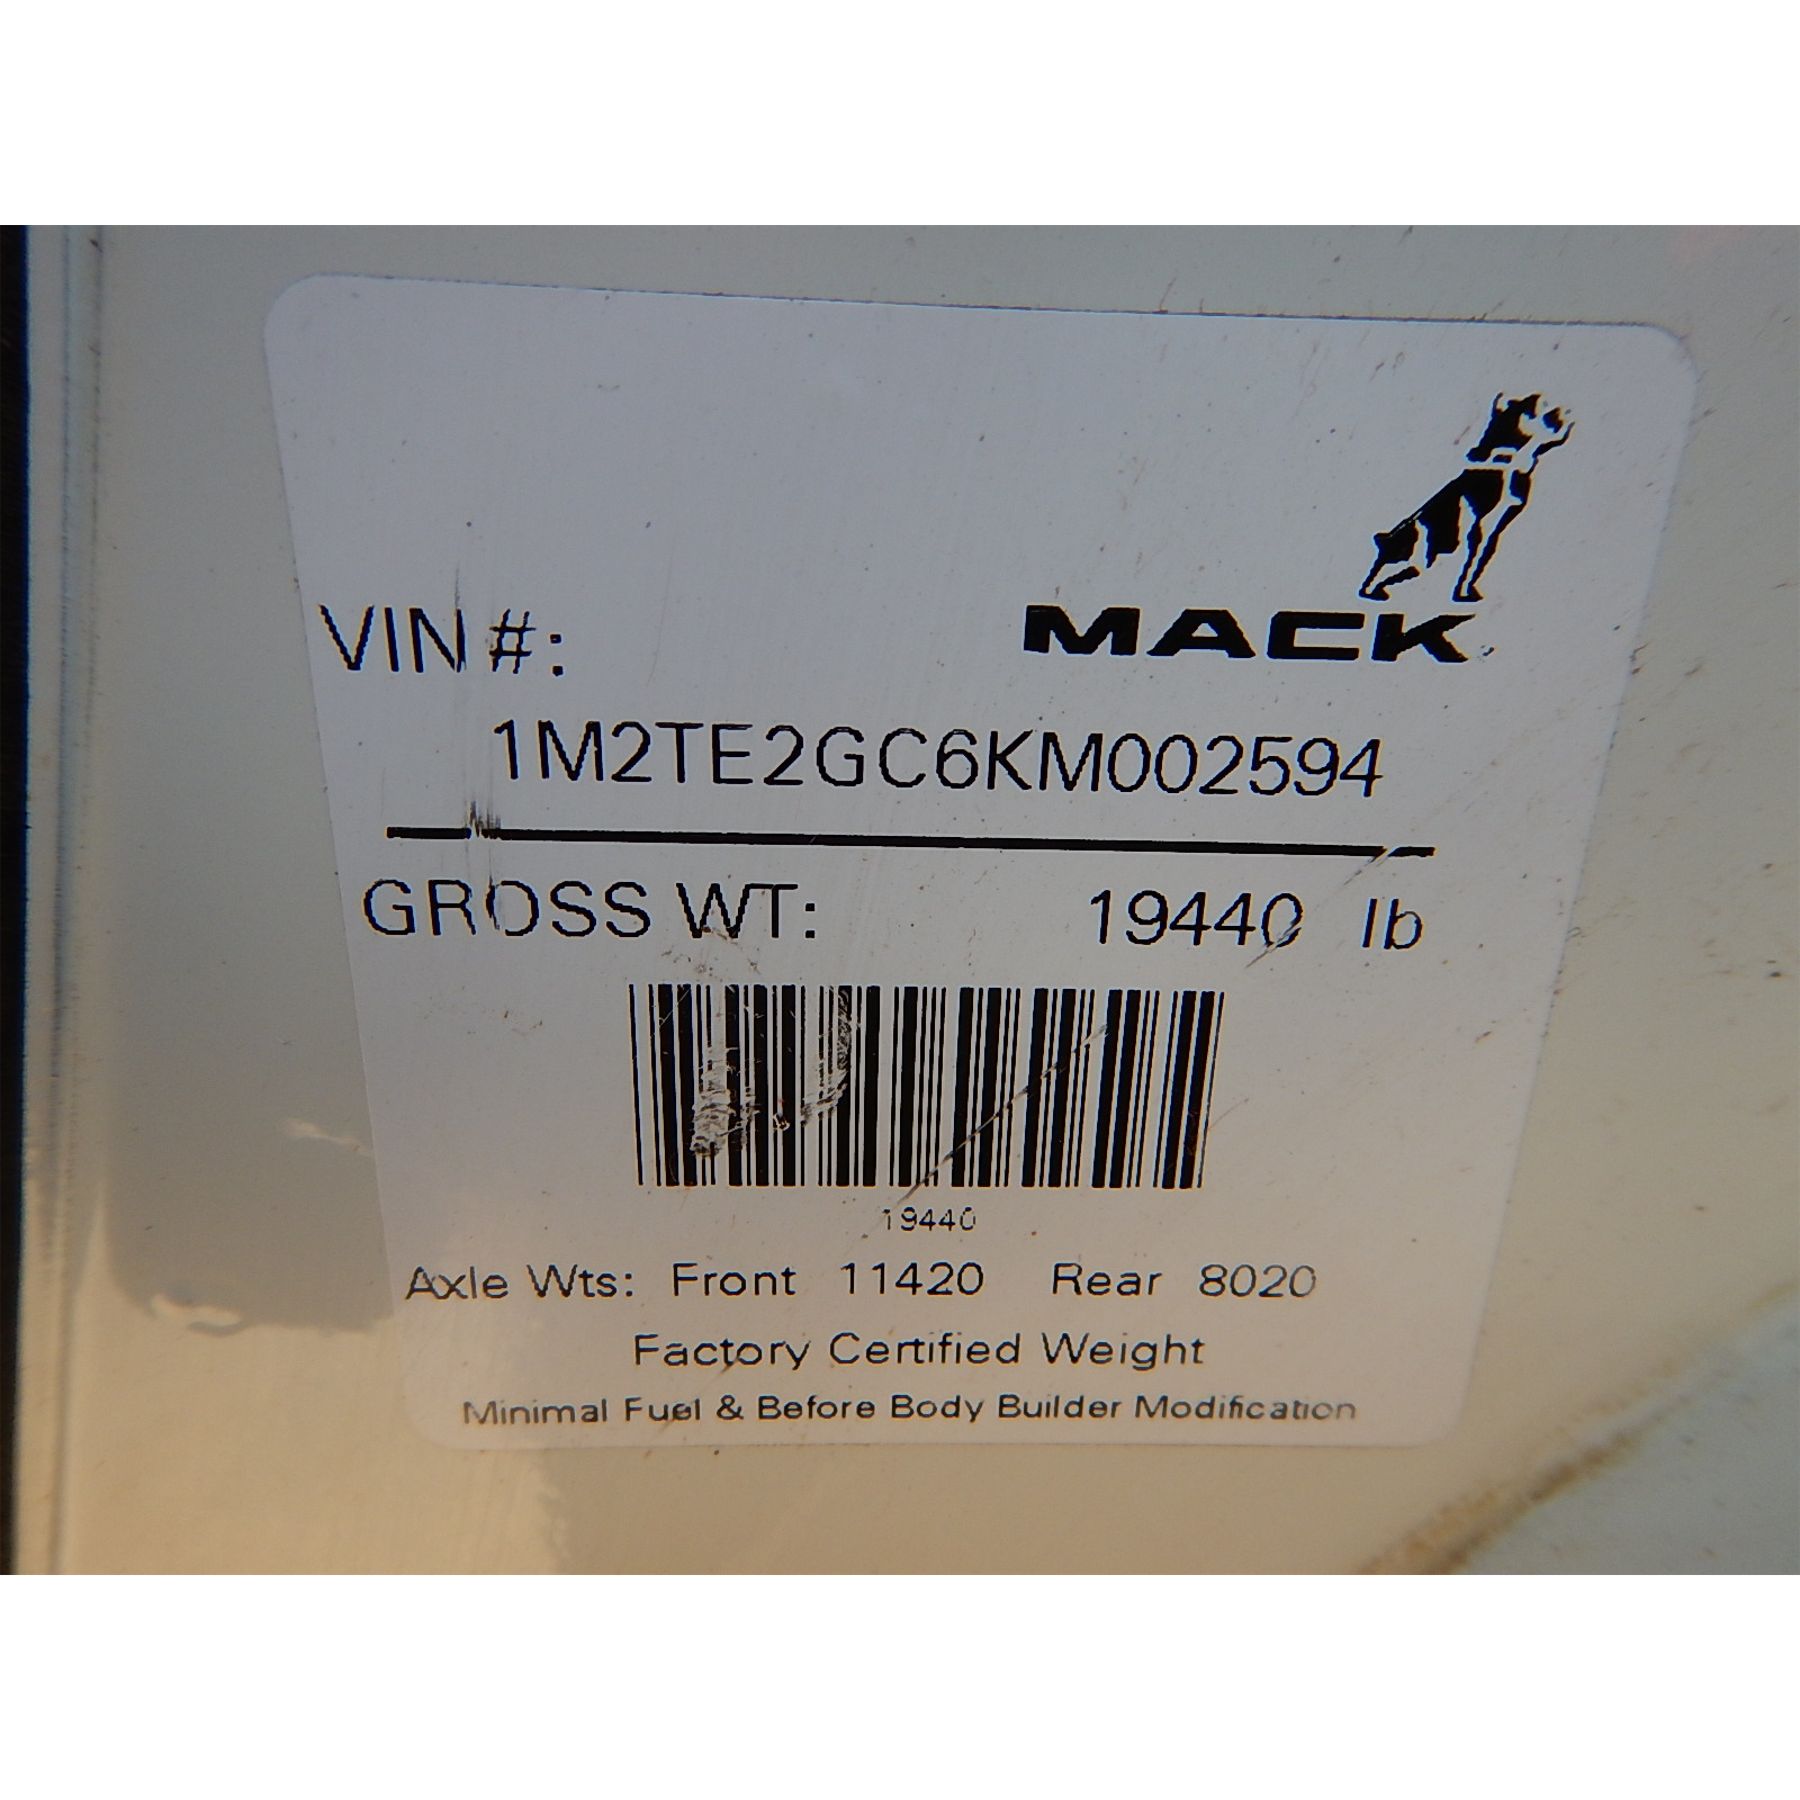 VIN #:
MACK
1M2TE2GC6KM002594
GROSS WT: 19440 lb
19440
Axle Wts: Front 11420 Rear 8020
Factory Certified Weight
Minimal Fuel & Before Body Builder Modification